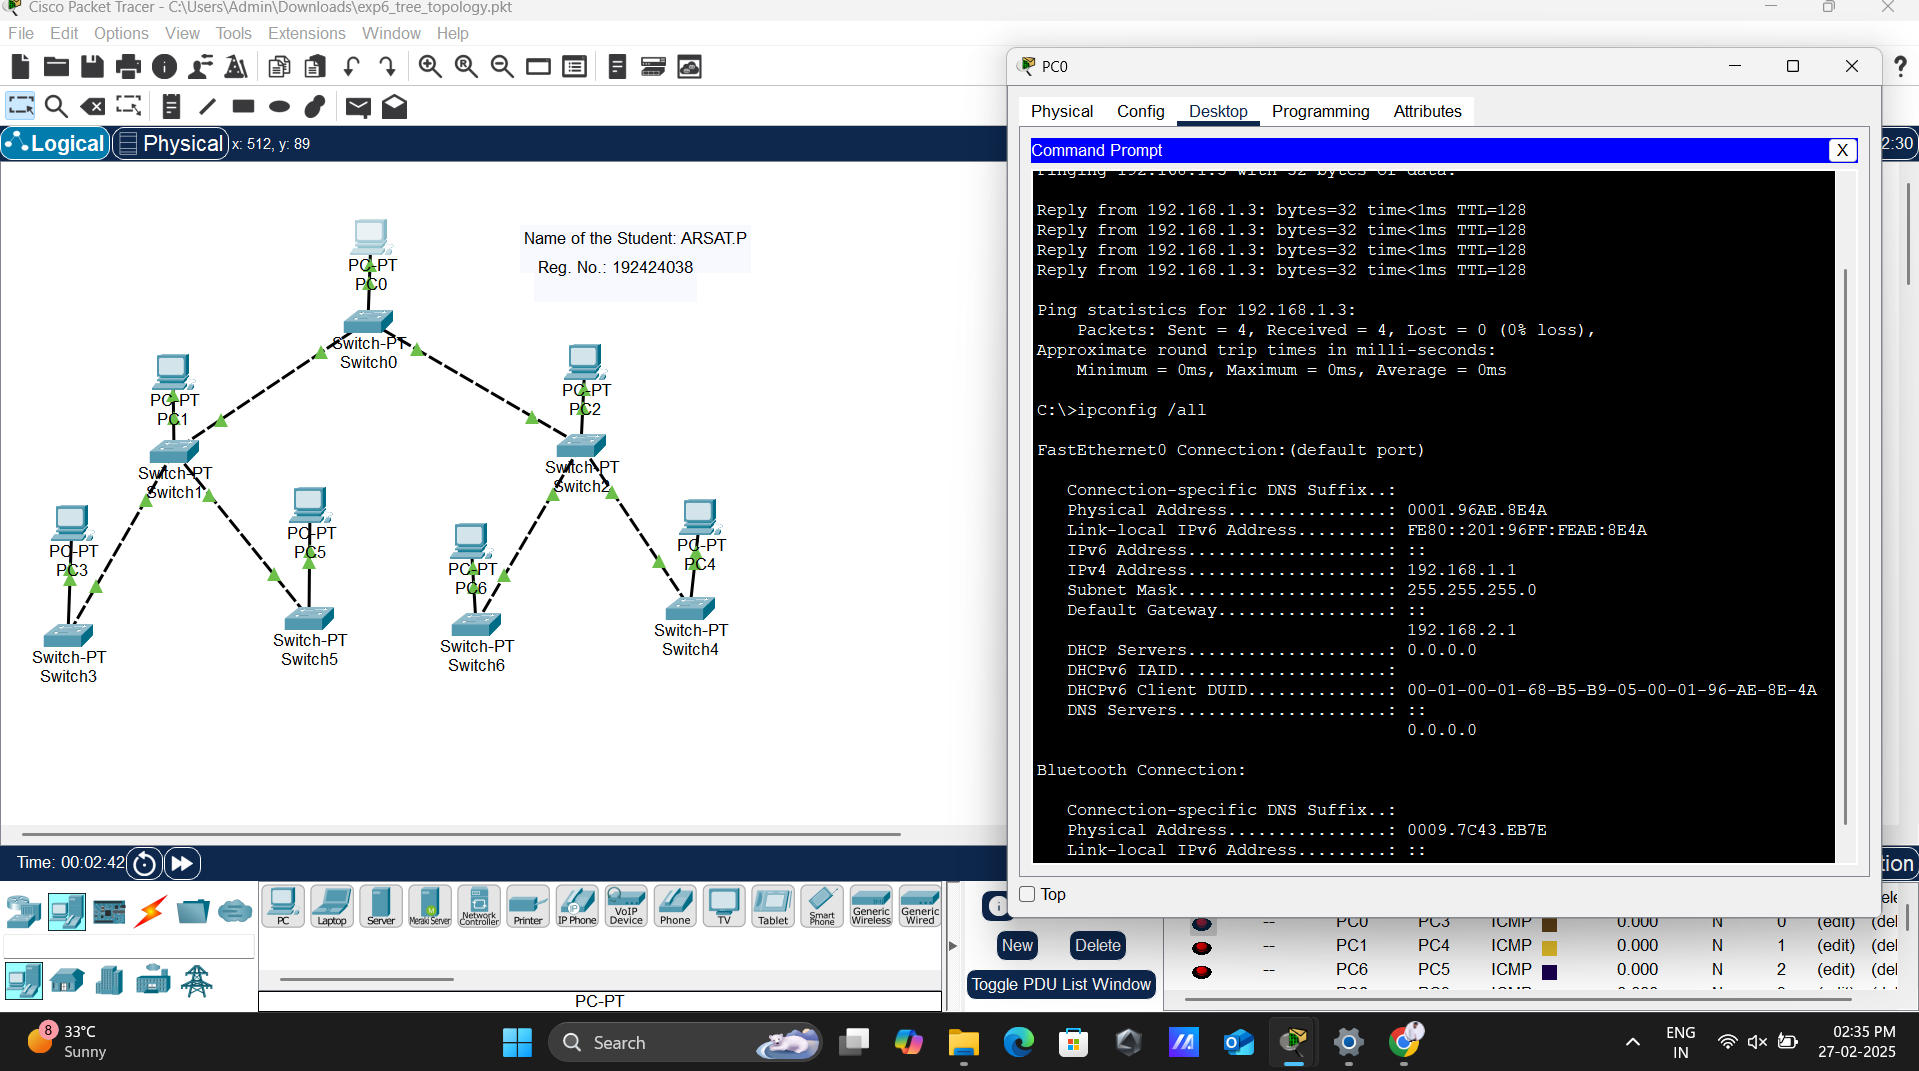 Cisco Packet Tracer - C:\Users\Admin\Downloads\exp6_tree_topology.pkt
File Edit Options View Tools Extensions Window Help
Logical Physical x: 512, y: 89
2:30
Name of the Student: ARSAT.P
Reg. No.: 192424038
PC-PT
PC0
Switch-PT
Switch0
PC-PT
PC1
Switch-PT
Switch1
PC-PT
PC2
Switch-PT
Switch2
PC-PT
PC3
Switch-PT
Switch3
PC-PT
PC5
Switch-PT
Switch5
PC-PT
PC6
Switch-PT
Switch6
PC-PT
PC4
Switch-PT
Switch4
PC0
Physical Config Desktop Programming Attributes
Command Prompt X
Pinging 192.168.1.3 with 32 bytes of data:
Reply from 192.168.1.3: bytes=32 time<1ms TTL=128
Reply from 192.168.1.3: bytes=32 time<1ms TTL=128
Reply from 192.168.1.3: bytes=32 time<1ms TTL=128
Reply from 192.168.1.3: bytes=32 time<1ms TTL=128
Ping statistics for 192.168.1.3:
Packets: Sent = 4, Received = 4, Lost = 0 (0% loss),
Approximate round trip times in milli-seconds:
Minimum = 0ms, Maximum = 0ms, Average = 0ms
C:\>ipconfig /all
FastEthernet0 Connection:(default port)
Connection-specific DNS Suffix..:
Physical Address................: 0001.96AE.8E4A
Link-local IPv6 Address.........: FE80::201:96FF:FEAE:8E4A
IPv6 Address....................: ::
IPv4 Address....................: 192.168.1.1
Subnet Mask.....................: 255.255.255.0
Default Gateway.................: ::
192.168.2.1
DHCP Servers....................: 0.0.0.0
DHCPv6 IAID.....................:
DHCPv6 Client DUID..............: 00-01-00-01-68-B5-B9-05-00-01-96-AE-8E-4A
DNS Servers.....................: ::
0.0.0.0
Bluetooth Connection:
Connection-specific DNS Suffix..:
Physical Address................: 0009.7C43.EB7E
Link-local IPv6 Address.........: ::
Top
Time: 00:02:42
tion
PC
Laptop
Server
Meraki Server
Network Controller
Printer
IP Phone
VoIP Device
Phone
TV
Tablet
Smart Phone
Generic Wireless
Generic Wired
PC-PT
New Delete
Toggle PDU List Window
-- PC0 PC3 ICMP 0.000 N 0 (edit) (del
-- PC1 PC4 ICMP 0.000 N 1 (edit) (del
-- PC6 PC5 ICMP 0.000 N 2 (edit) (del
8
33°C
Sunny
Search
ENG
IN
02:35 PM
27-02-2025